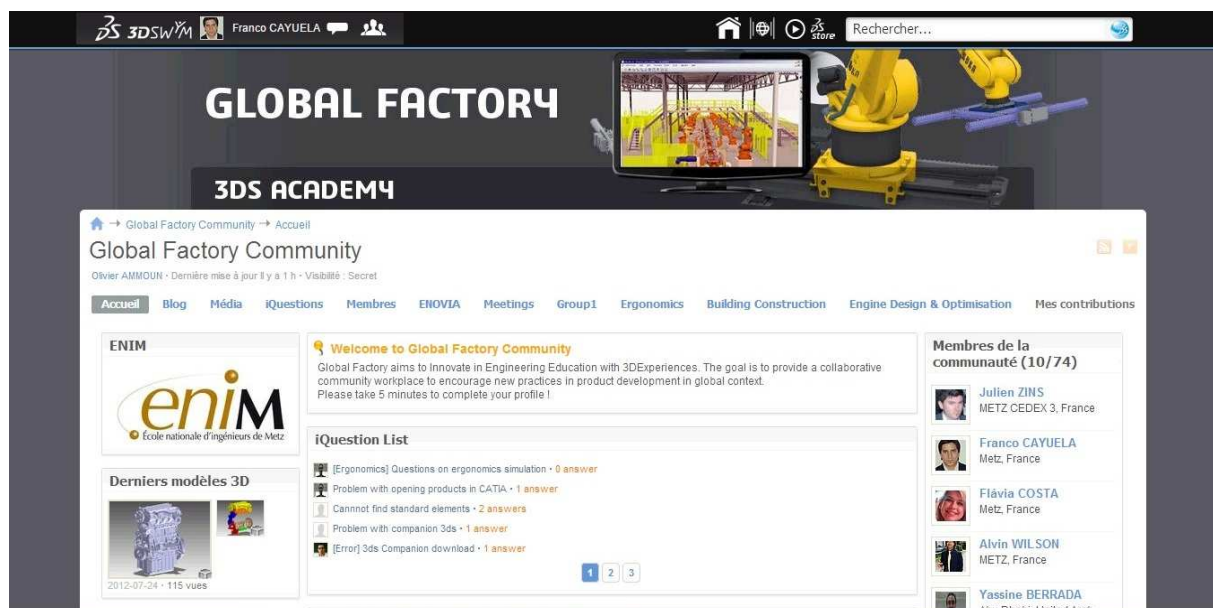 3DSWYM Franco CAYUELA store Rechercher...
GLOBAL FACTORY
3DS ACADEMY
→ Global Factory Community → Accueil
Global Factory Community
Olivier AMMOUN • Dernière mise à jour Il y a 1 h • Visibilité : Secret
Accueil Blog Média iQuestions Membres ENOVIA Meetings Group1 Ergonomics Building Construction Engine Design & Optimisation Mes contributions
ENIM
enim
École nationale d'ingénieurs de Metz
Derniers modèles 3D
2012-07-24 • 115 vues
Welcome to Global Factory Community
Global Factory aims to Innovate in Engineering Education with 3DExperiences. The goal is to provide a collaborative
community workplace to encourage new practices in product development in global context.
Please take 5 minutes to complete your profile !
iQuestion List
[Ergonomics] Questions on ergonomics simulation • 0 answer
Problem with opening products in CATIA • 1 answer
Cannnot find standard elements • 2 answers
Problem with companion 3ds • 1 answer
[Error] 3ds Companion download • 1 answer
1 2 3
Membres de la
communauté (10/74)
Julien ZINS
METZ CEDEX 3, France
Franco CAYUELA
Metz, France
Flávia COSTA
Metz, France
Alvin WILSON
METZ, France
Yassine BERRADA